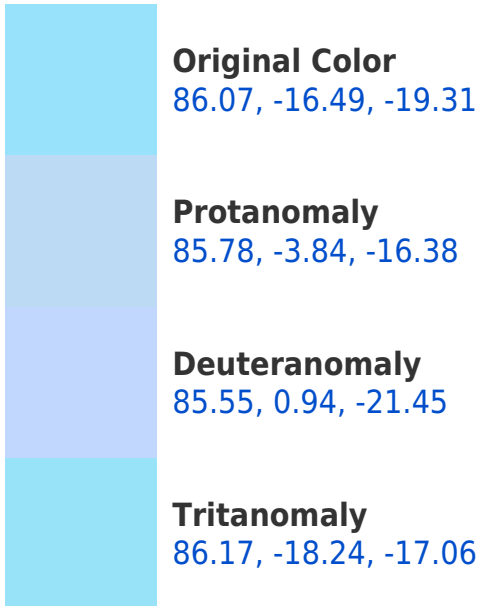 Original Color
86.07, -16.49, -19.31
Protanomaly
85.78, -3.84, -16.38
Deuteranomaly
85.55, 0.94, -21.45
Tritanomaly
86.17, -18.24, -17.06